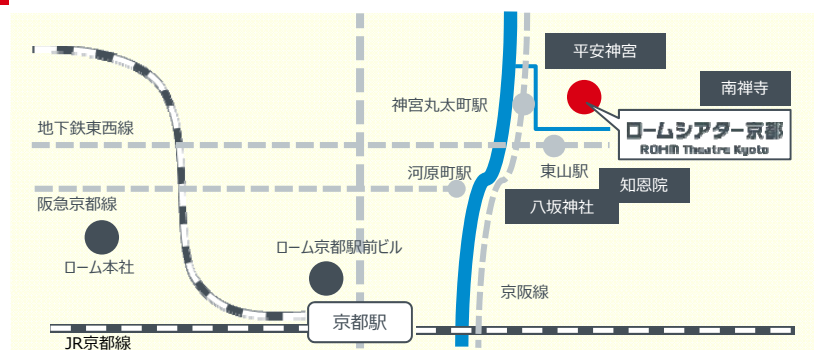 平安神宮
南禅寺
神宮丸太町駅
ロームシアター京都
ROHM Theatre Kyoto
地下鉄東西線
河原町駅
東山駅
知恩院
阪急京都線
八坂神社
ローム京都駅前ビル
ローム本社
京阪線
京都駅
JR京都線